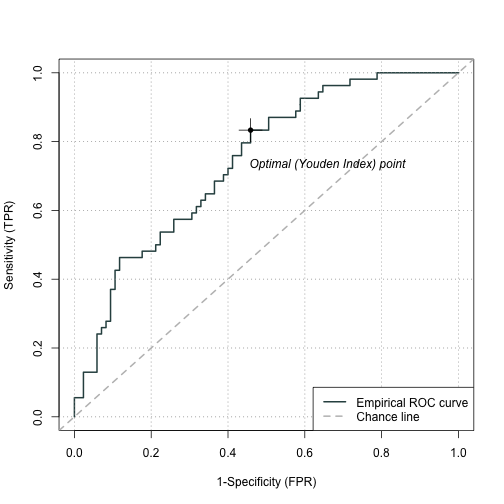 1.0
0.8
0.6
0.4
0.2
0.0
Sensitivity (TPR)
Optimal (Youden Index) point
Empirical ROC curve
Chance line
0.0 0.2 0.4 0.6 0.8 1.0
1-Specificity (FPR)